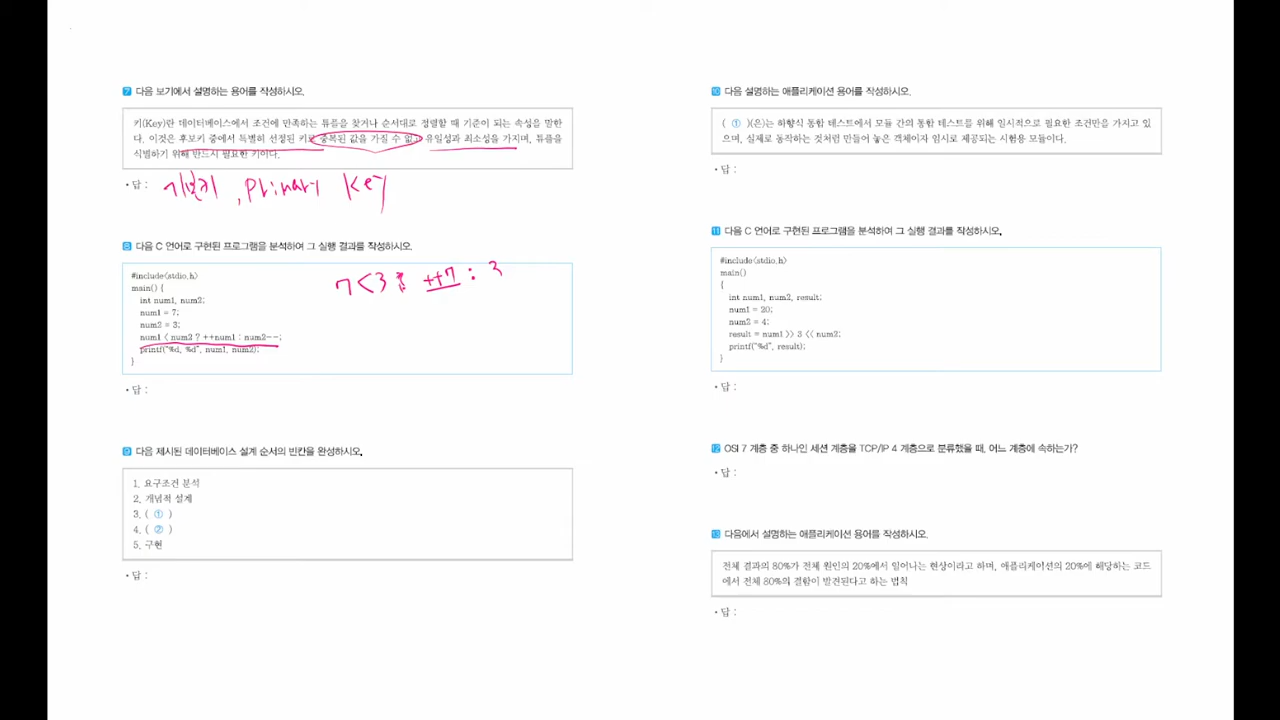 7 다음 보기에서 설명하는 용어를 작성하시오.
키(Key)란 데이터베이스에서 조건에 만족하는 튜플을 찾거나 순서대로 정렬할 때 기준이 되는 속성을 말한
다. 이것은 후보키 중에서 특별히 선정된 키로 중복된 값을 가질 수 없고 유일성과 최소성을 가지며, 튜플을
식별하기 위해 반드시 필요한 키이다.
• 답 : 기본키, Primary Key
8 다음 C 언어로 구현된 프로그램을 분석하여 그 실행 결과를 작성하시오.
#include<stdio.h>
main() {
int num1, num2;
num1 = 7;
num2 = 3;
num1 < num2 ? ++num1 : num2--;
printf("%d, %d", num1, num2);
}
7<3 ? ++7 : 3
• 답 :
9 다음 제시된 데이터베이스 설계 순서의 빈칸을 완성하시오.
1. 요구조건 분석
2. 개념적 설계
3. ( ① )
4. ( ② )
5. 구현
• 답 :
10 다음 설명하는 애플리케이션 용어를 작성하시오.
( ① )(은)는 하향식 통합 테스트에서 모듈 간의 통합 테스트를 위해 일시적으로 필요한 조건만을 가지고 있
으며, 실제로 동작하는 것처럼 만들어 놓은 객체이자 임시로 제공되는 시험용 모듈이다.
• 답 :
11 다음 C 언어로 구현된 프로그램을 분석하여 그 실행 결과를 작성하시오.
#include<stdio.h>
main()
{
int num1, num2, result;
num1 = 20;
num2 = 4;
result = num1 >> 3 << num2;
printf("%d", result);
}
• 답 :
12 OSI 7 계층 중 하나인 세션 계층을 TCP/IP 4 계층으로 분류했을 때, 어느 계층에 속하는가?
• 답 :
13 다음에서 설명하는 애플리케이션 용어를 작성하시오.
전체 결과의 80%가 전체 원인의 20%에서 일어나는 현상이라고 하며, 애플리케이션의 20%에 해당하는 코드
에서 전체 80%의 결함이 발견된다고 하는 법칙
• 답 :